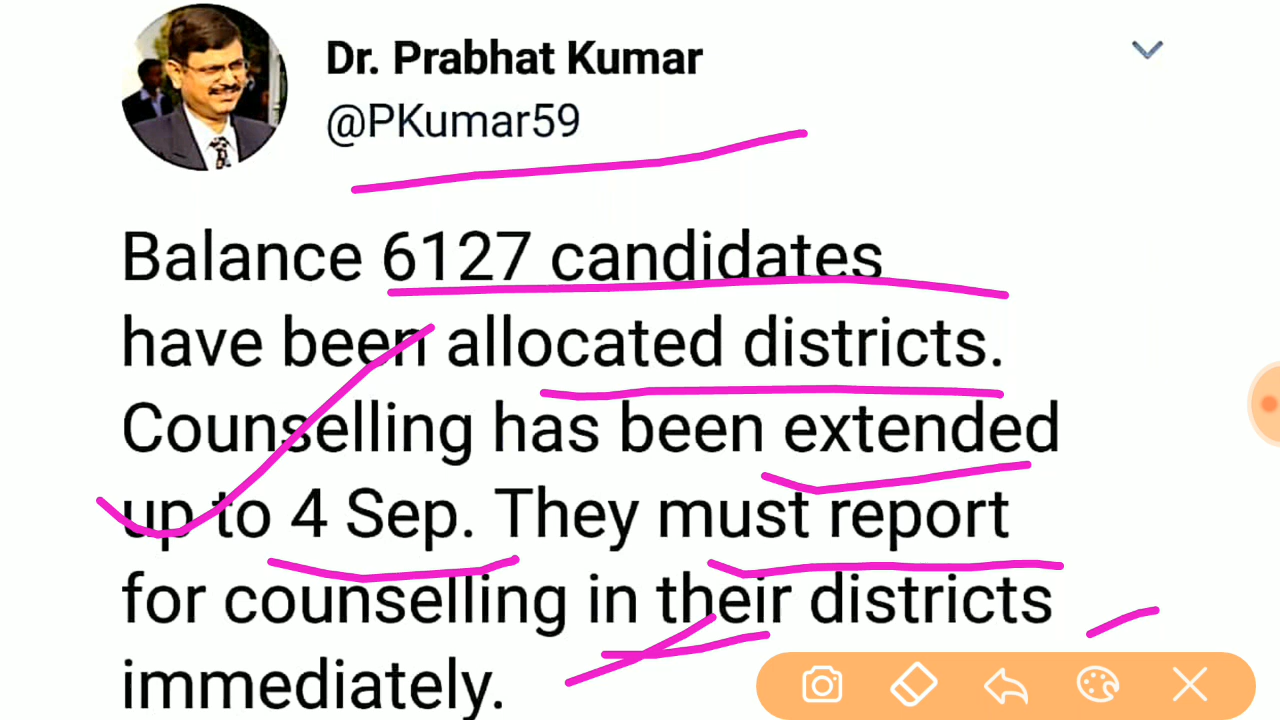 Dr. Prabhat Kumar
@PKumar59
Balance 6127 candidates
have been allocated districts.
Counselling has been extended
up to 4 Sep. They must report
for counselling in their districts
immediately.